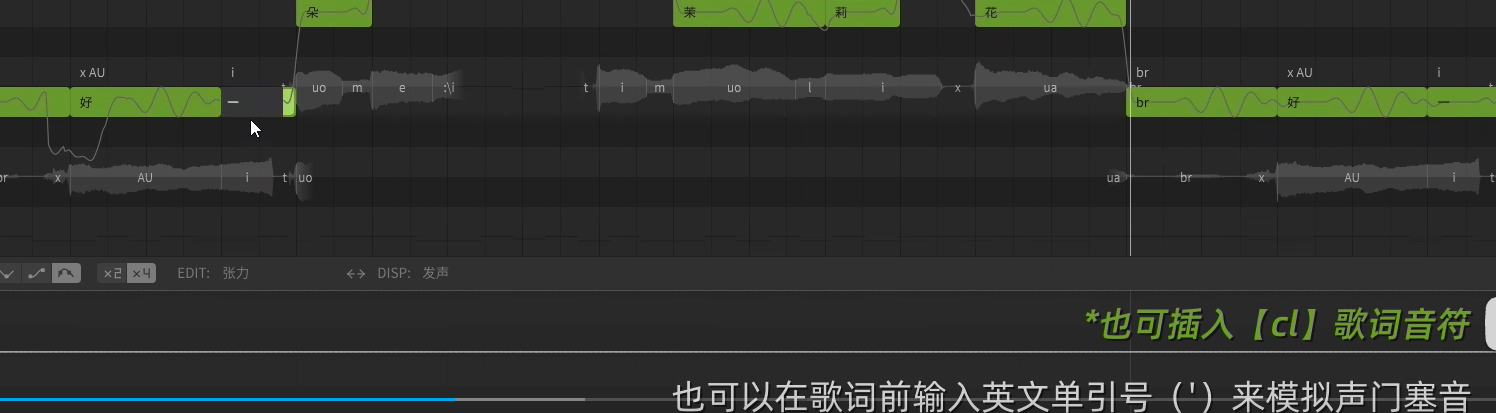 朵 茉 莉 花
x AU i br x AU i
t uo m e :\i t i m uo l i x ua br
好 – br 好 –
br x AU i t uo ua br x AU i t
×2 ×4 EDIT: 张力 DISP: 发声
*也可插入【cl】歌词音符
也可以在歌词前输入英文单引号（'）来模拟声门塞音